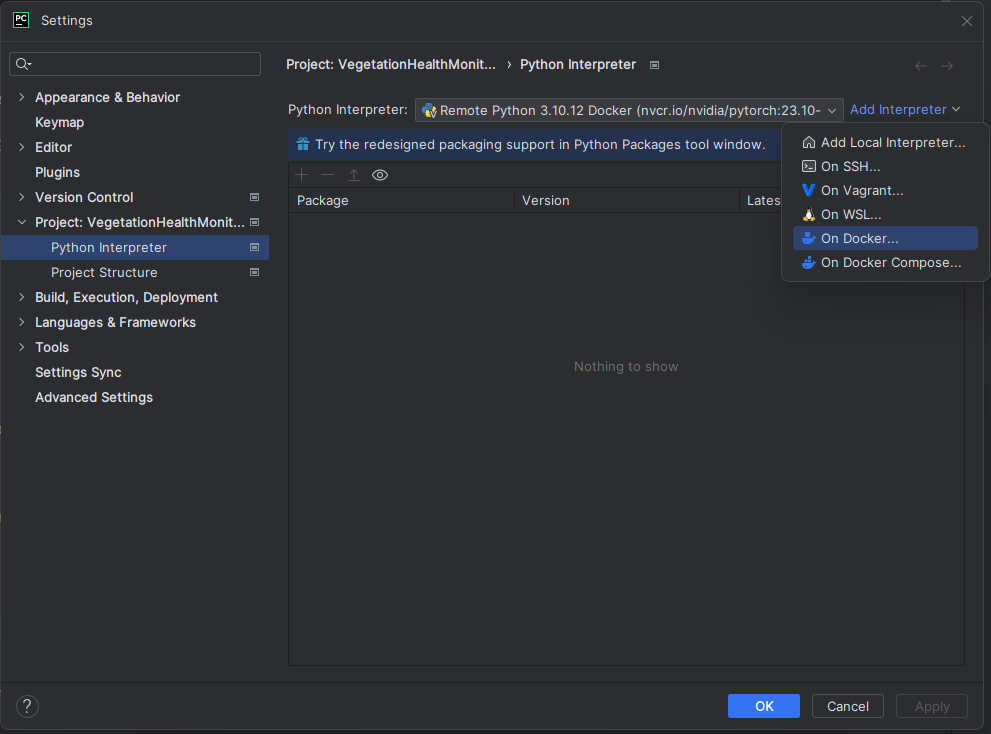 PC Settings
Project: VegetationHealthMonit... › Python Interpreter
Appearance & Behavior
Keymap
Editor
Plugins
Version Control
Project: VegetationHealthMonit...
Python Interpreter
Project Structure
Build, Execution, Deployment
Languages & Frameworks
Tools
Settings Sync
Advanced Settings
Python Interpreter: Remote Python 3.10.12 Docker (nvcr.io/nvidia/pytorch:23.10- Add Interpreter
Try the redesigned packaging support in Python Packages tool window.
Package Version Lates
Nothing to show
Add Local Interpreter...
On SSH...
On Vagrant...
On WSL...
On Docker...
On Docker Compose...
? OK Cancel Apply